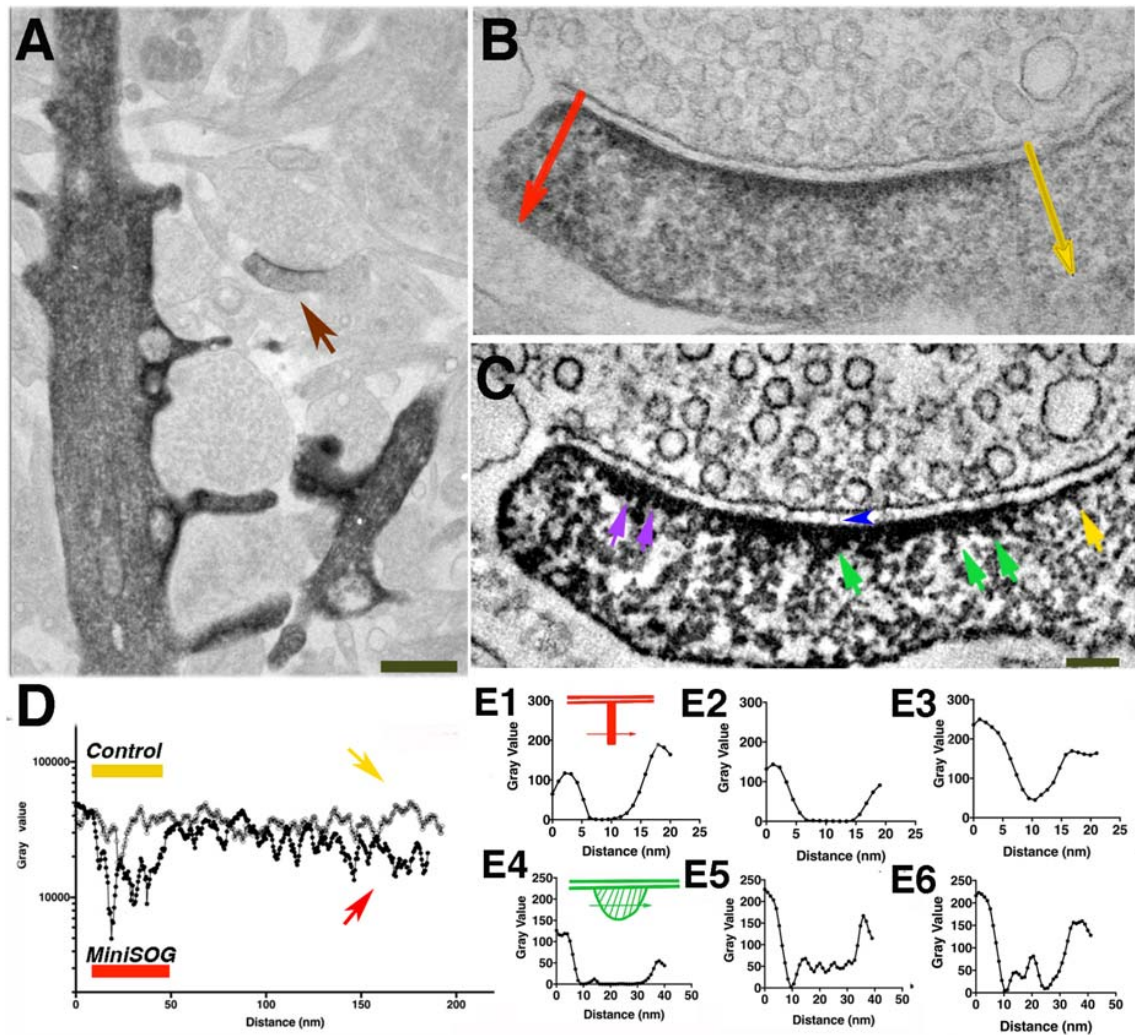 A
B
C
D
Control
MiniSOG
100000
10000
Gray value
0
50
100
150
200
Distance (nm)
E1
300
200
100
0
Gray Value
0
5
10
15
20
25
Distance (nm)
E2
300
200
100
0
Gray Value
0
5
10
15
20
25
Distance (nm)
E3
300
200
100
0
Gray Value
0
5
10
15
20
25
Distance (nm)
E4
250
200
150
100
50
0
Gray Value
0
10
20
30
40
50
Distance (nm)
E5
250
200
150
100
50
0
Gray Value
0
10
20
30
40
50
Distance (nm)
E6
250
200
150
100
50
0
Gray Value
0
10
20
30
40
50
Distance (nm)